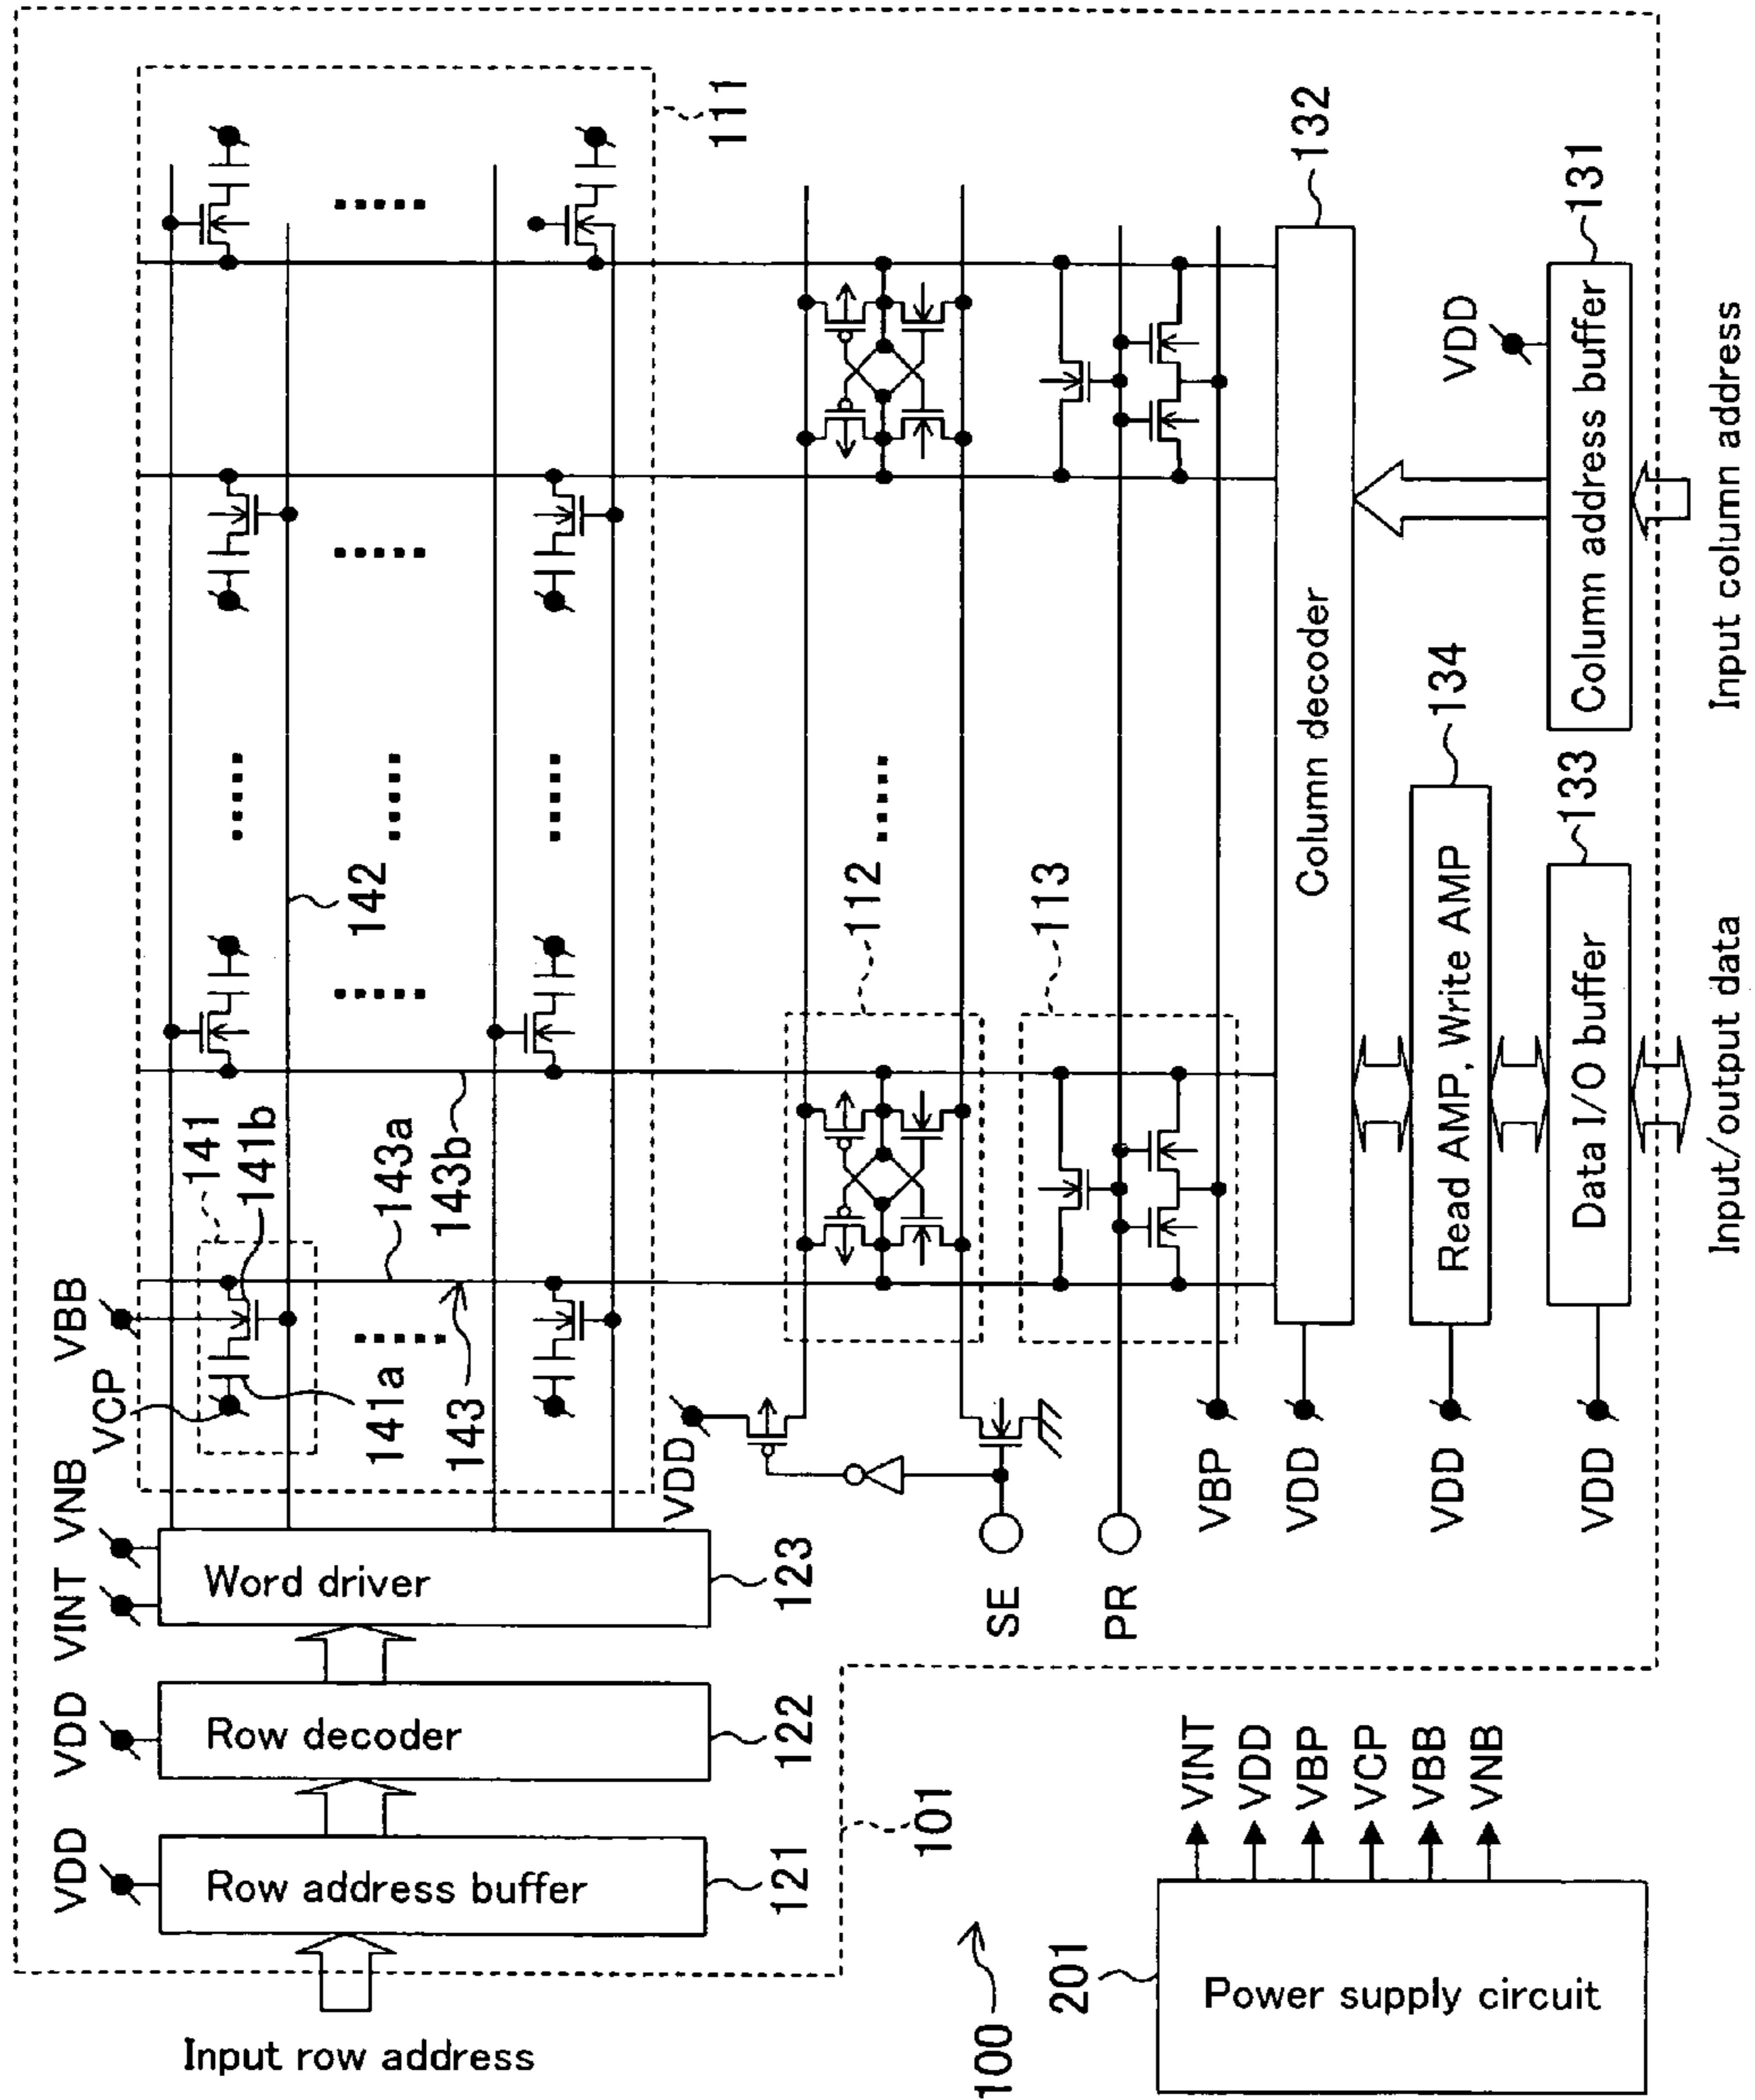 VDD
VDD
VINT
VNB
VCP
VBB
Row address buffer
Row decoder
Word driver
Input row address
121
122
123
101
141
141b
141a
143a
143b
143
142
111
112
113
VDD
SE
PR
VBP
VDD
VDD
VDD
Column decoder
132
Read AMP, Write AMP
134
Data I/O buffer
133
VDD
Column address buffer
131
Input/output data
Input column address
100
201
Power supply circuit
VINT
VDD
VBP
VCP
VBB
VNB